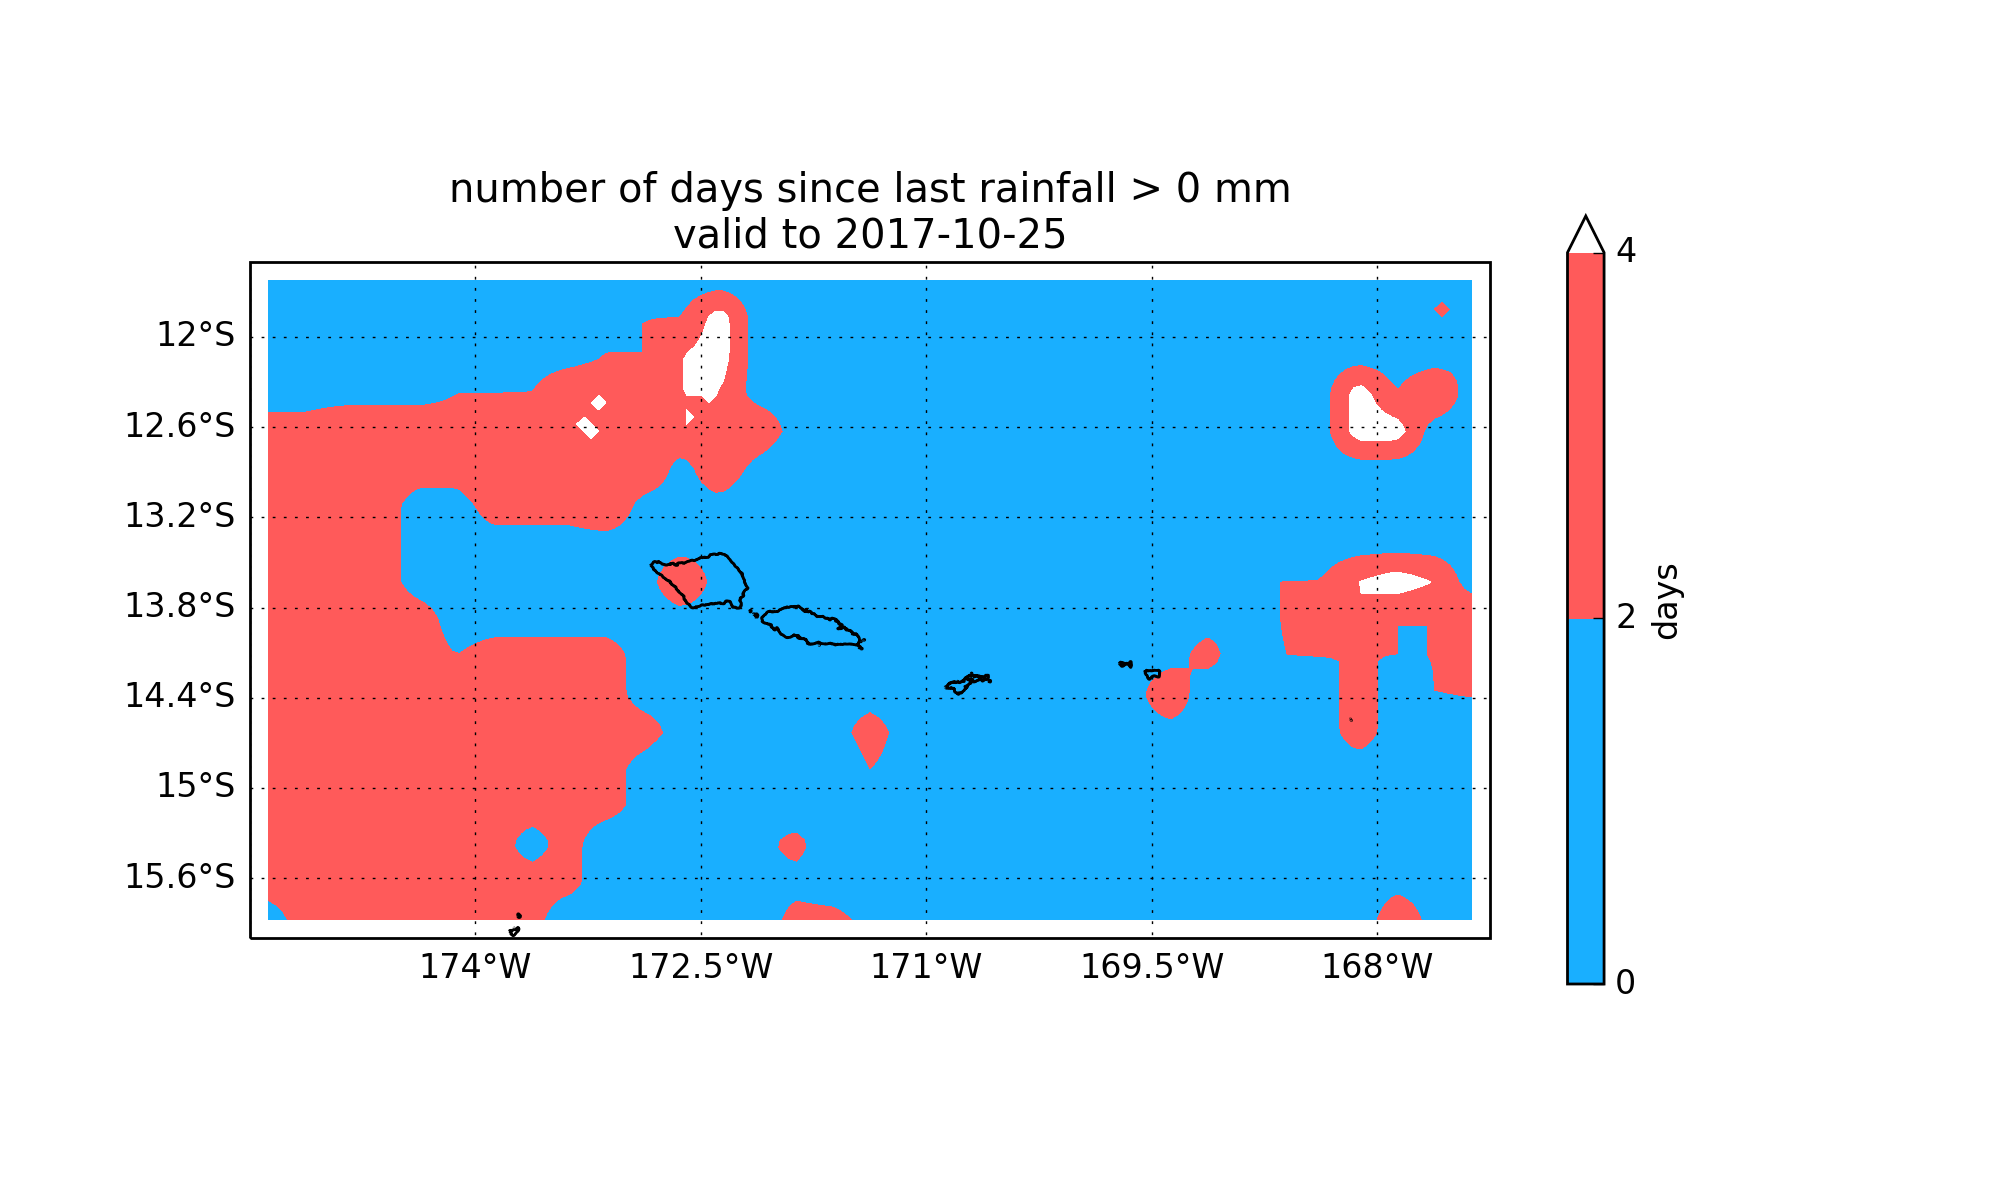 number of days since last rainfall > 0 mm
valid to 2017-10-25
12°S
12.6°S
13.2°S
13.8°S
14.4°S
15°S
15.6°S
174°W
172.5°W
171°W
169.5°W
168°W
4
2
0
days